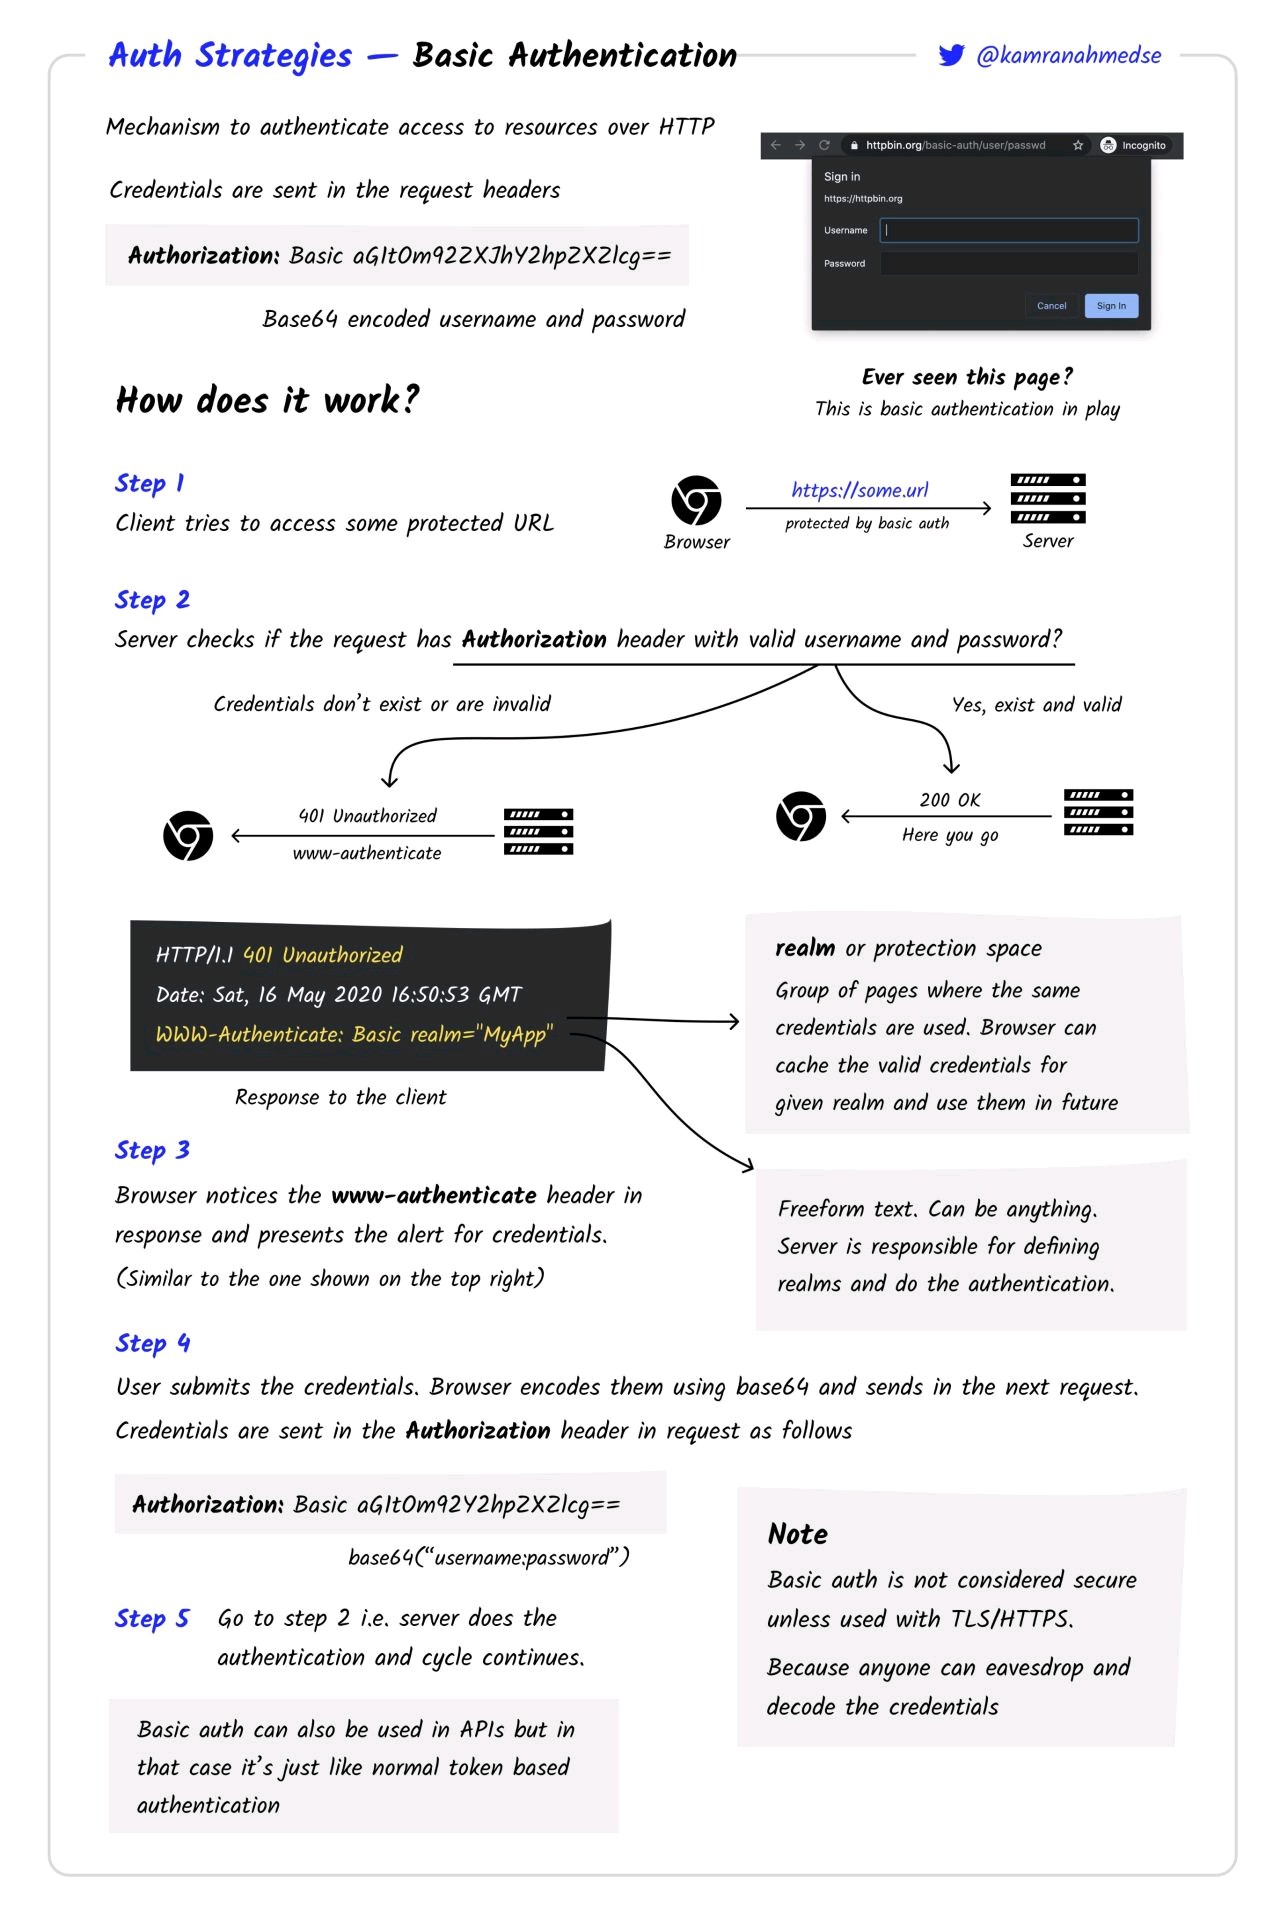 Auth Strategies — Basic Authentication
@kamranahmedse
Mechanism to authenticate access to resources over HTTP
Credentials are sent in the request headers
Authorization: Basic aGItOm92ZXJhY2hpZXZlcg==
Base64 encoded username and password
httpbin.org/basic-auth/user/passwd
Incognito
Sign in
https://httpbin.org
Username
Password
Cancel
Sign In
Ever seen this page?
This is basic authentication in play
How does it work?
Step 1
Client tries to access some protected URL
https://some.url
protected by basic auth
Browser
Server
Step 2
Server checks if the request has Authorization header with valid username and password?
Credentials don’t exist or are invalid
Yes, exist and valid
401 Unauthorized
www-authenticate
200 OK
Here you go
HTTP/1.1 401 Unauthorized
Date: Sat, 16 May 2020 16:50:53 GMT
WWW-Authenticate: Basic realm="MyApp"
Response to the client
realm or protection space
Group of pages where the same
credentials are used. Browser can
cache the valid credentials for
given realm and use them in future
Freeform text. Can be anything.
Server is responsible for defining
realms and do the authentication.
Step 3
Browser notices the www-authenticate header in
response and presents the alert for credentials.
(Similar to the one shown on the top right)
Step 4
User submits the credentials. Browser encodes them using base64 and sends in the next request.
Credentials are sent in the Authorization header in request as follows
Authorization: Basic aGItOm92Y2hpZXZlcg==
base64(“username:password”)
Step 5
Go to step 2 i.e. server does the
authentication and cycle continues.
Basic auth can also be used in APIs but in
that case it’s just like normal token based
authentication
Note
Basic auth is not considered secure
unless used with TLS/HTTPS.
Because anyone can eavesdrop and
decode the credentials